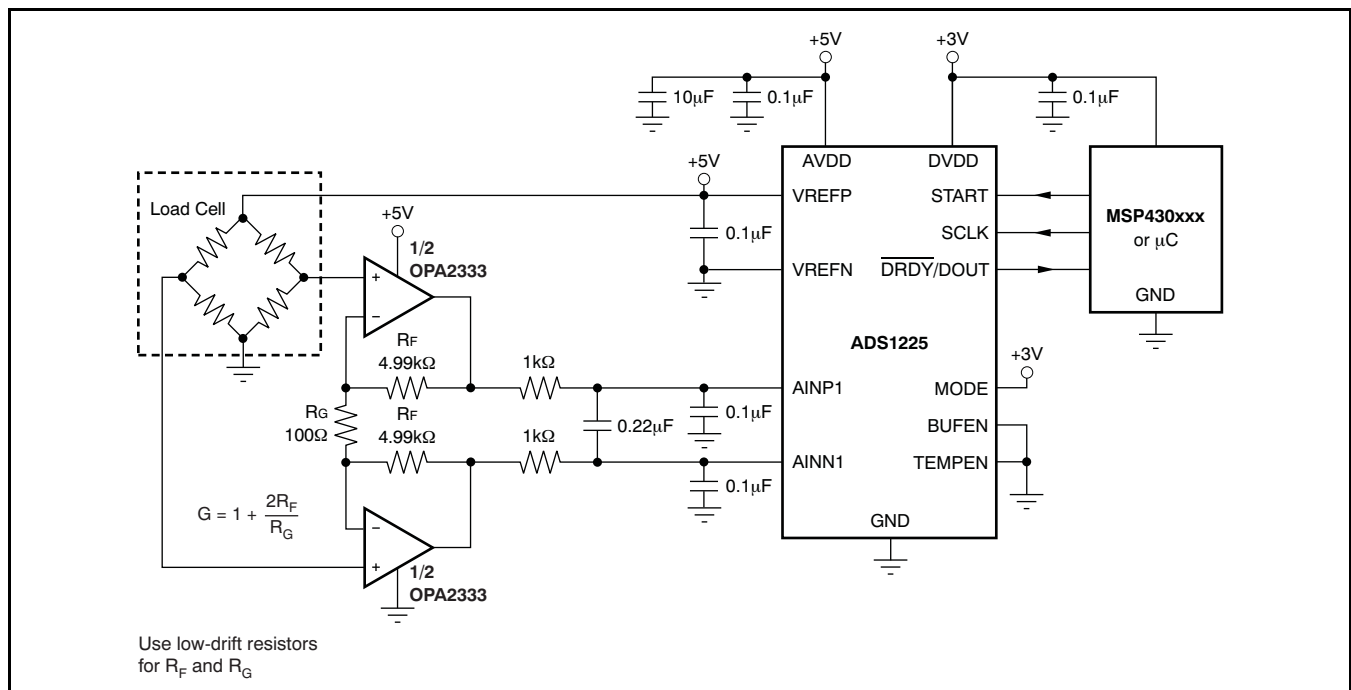 +5V
+3V
10µF
0.1µF
0.1µF
+5V
AVDD
DVDD
Load Cell
VREFP
START
MSP430xxx
or µC
+5V
0.1µF
SCLK
1/2
OPA2333
VREFN
DRDY/DOUT
GND
+
−
ADS1225
RF
4.99kΩ
1kΩ
+3V
AINP1
MODE
RG
100Ω
RF
4.99kΩ
1kΩ
0.22µF
0.1µF
BUFEN
AINN1
TEMPEN
0.1µF
G = 1 + 2RF
RG
−
+
GND
1/2
OPA2333
Use low-drift resistors
for RF and RG